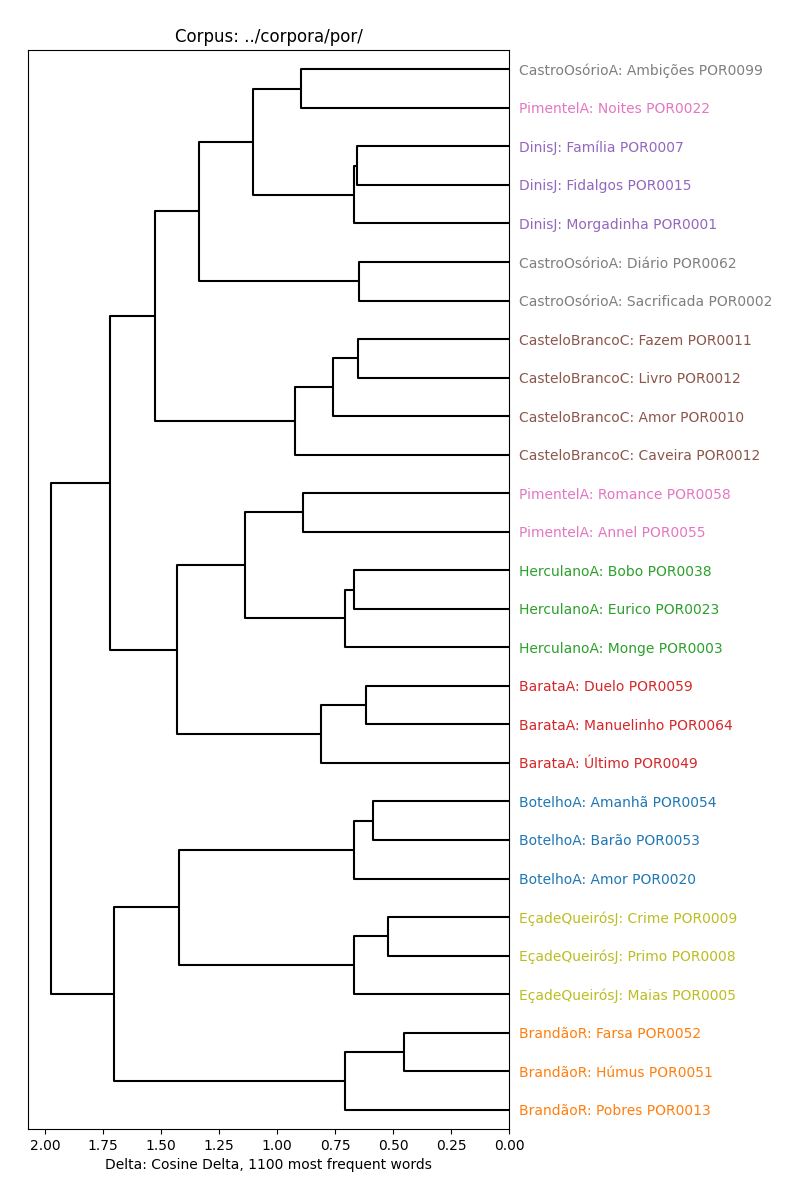 Corpus: ../corpora/por/
CastroOsórioA: Ambições POR0099
PimentelA: Noites POR0022
DinisJ: Família POR0007
DinisJ: Fidalgos POR0015
DinisJ: Morgadinha POR0001
CastroOsórioA: Diário POR0062
CastroOsórioA: Sacrificada POR0002
CasteloBrancoC: Fazem POR0011
CasteloBrancoC: Livro POR0012
CasteloBrancoC: Amor POR0010
CasteloBrancoC: Caveira POR0012
PimentelA: Romance POR0058
PimentelA: Annel POR0055
HerculanoA: Bobo POR0038
HerculanoA: Eurico POR0023
HerculanoA: Monge POR0003
BarataA: Duelo POR0059
BarataA: Manuelinho POR0064
BarataA: Último POR0049
BotelhoA: Amanhã POR0054
BotelhoA: Barão POR0053
BotelhoA: Amor POR0020
EçadeQueirósJ: Crime POR0009
EçadeQueirósJ: Primo POR0008
EçadeQueirósJ: Maias POR0005
BrandãoR: Farsa POR0052
BrandãoR: Húmus POR0051
BrandãoR: Pobres POR0013
2.00 1.75 1.50 1.25 1.00 0.75 0.50 0.25 0.00
Delta: Cosine Delta, 1100 most frequent words